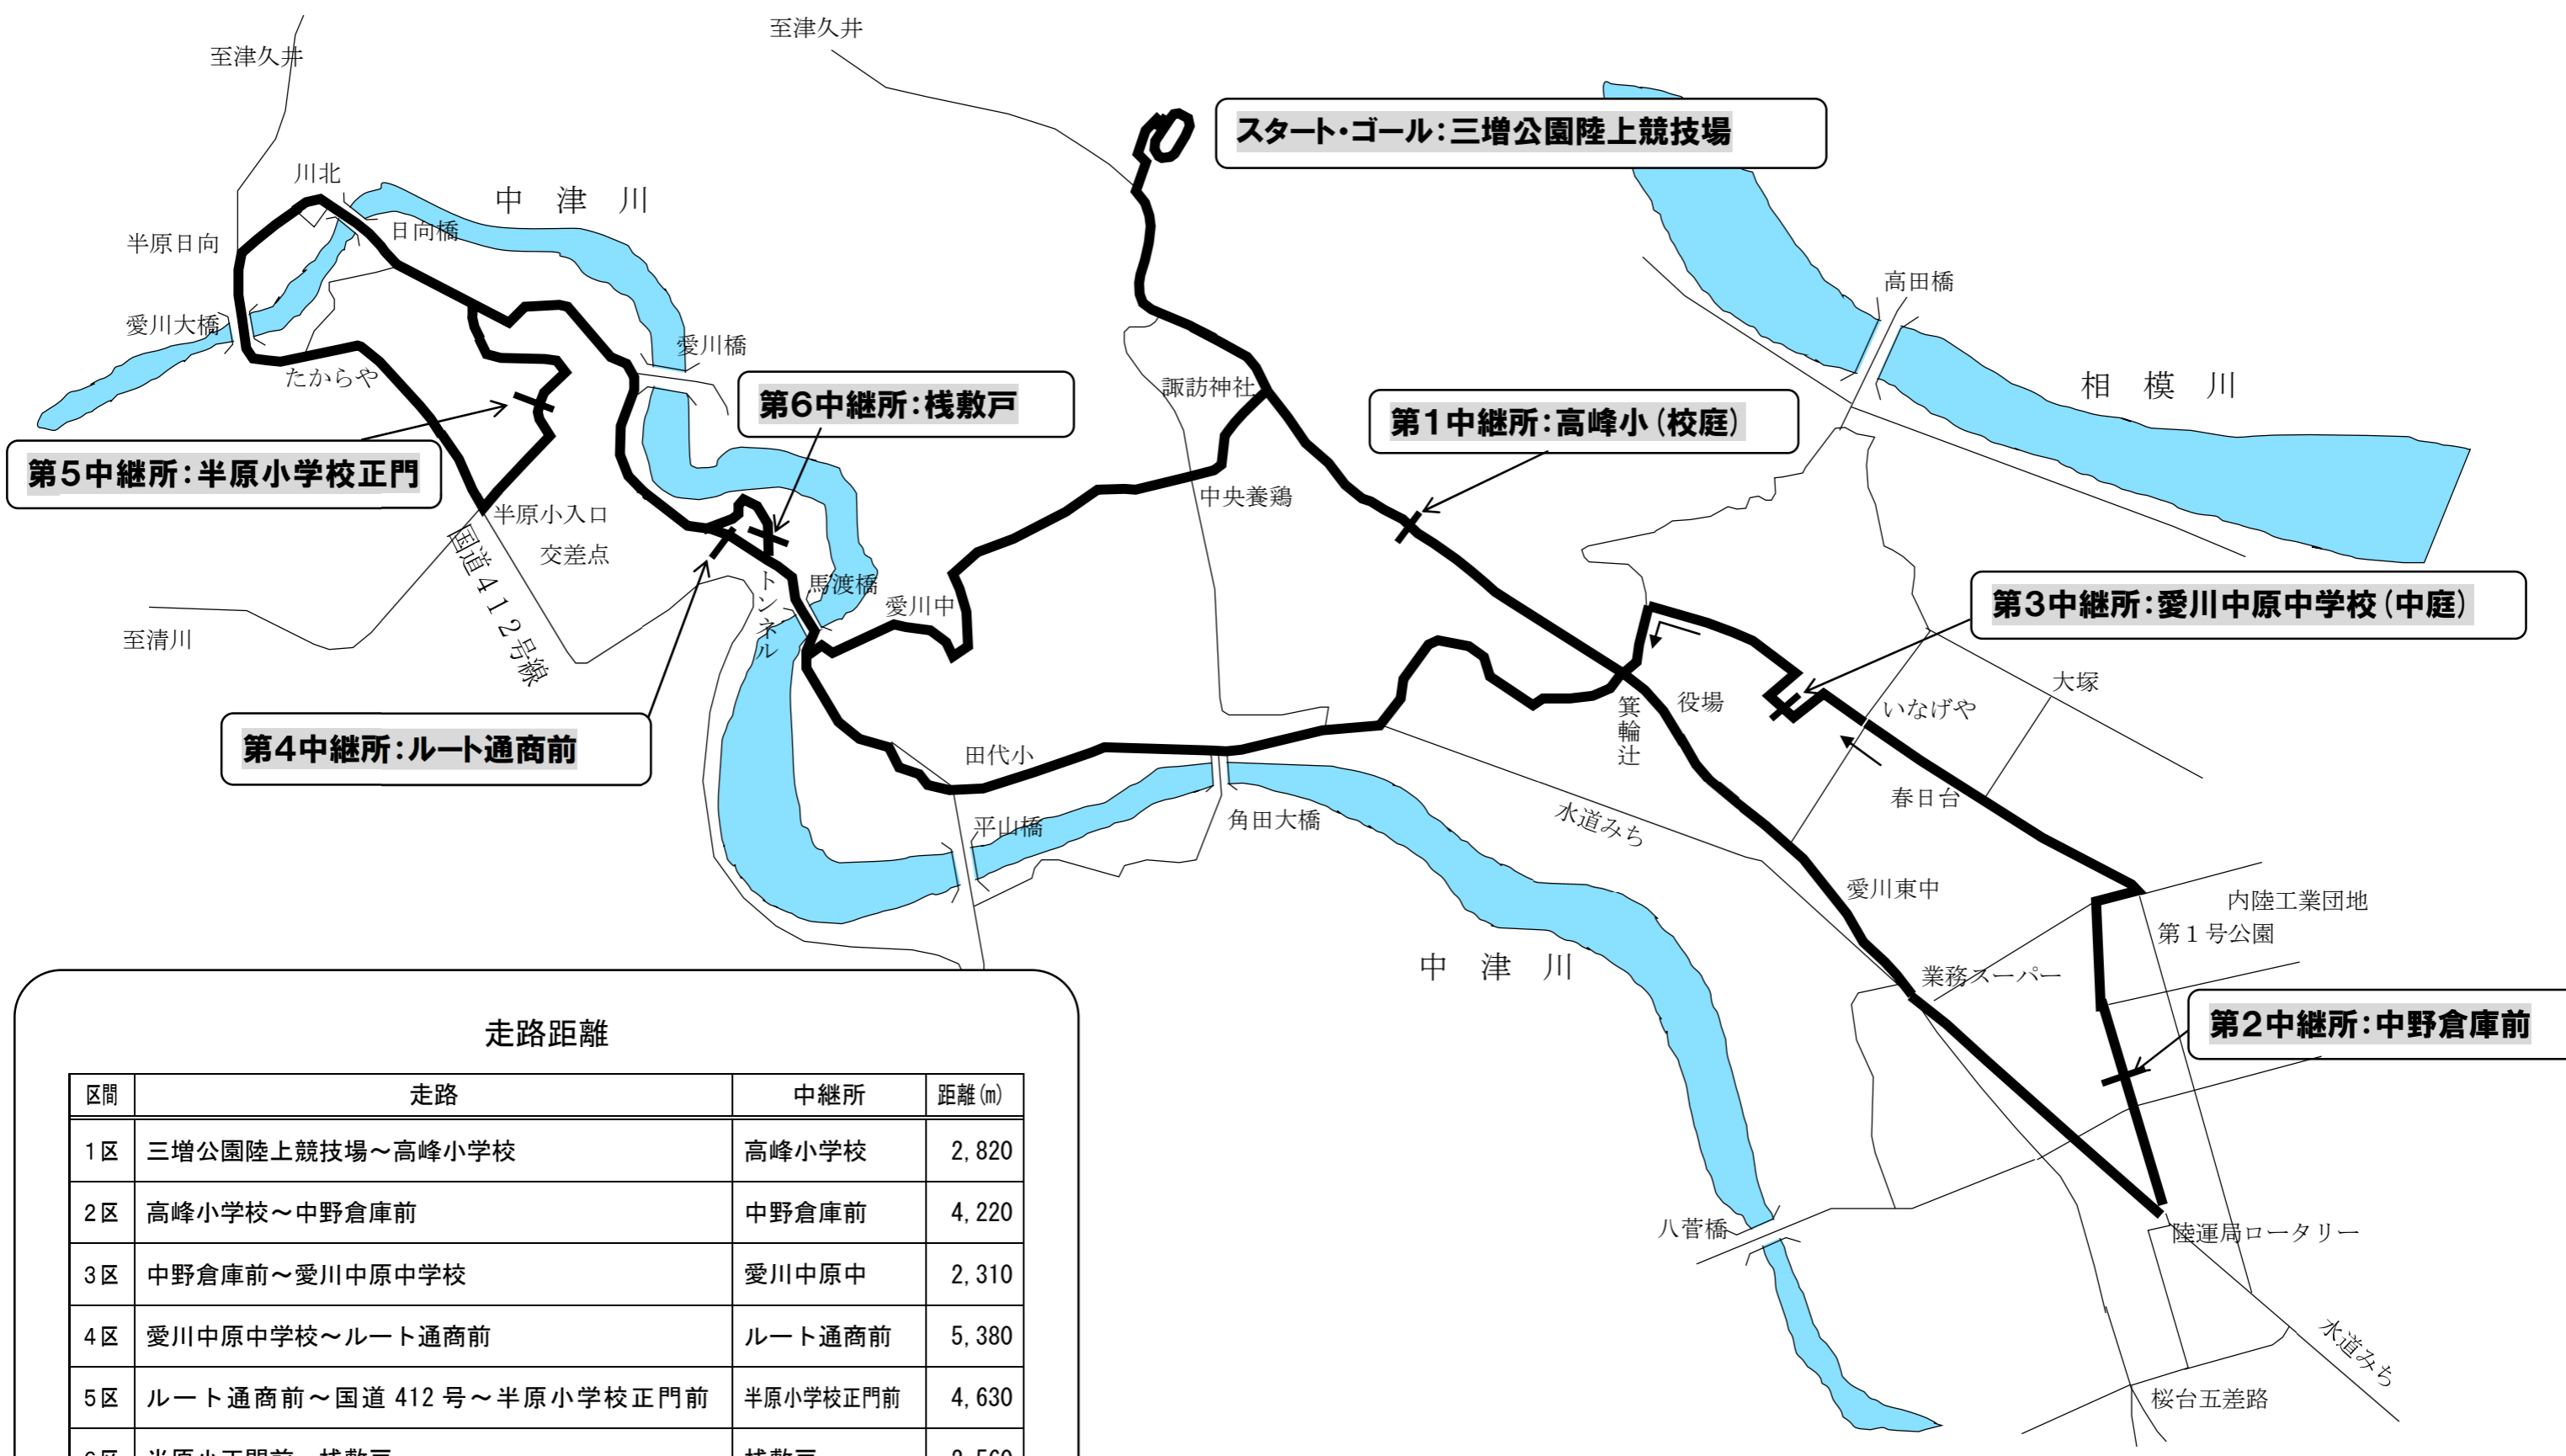 至津久井
至津久井
スタート・ゴール：三増公園陸上競技場
川北
中　津　川
日向橋
半原日向
高田橋
愛川大橋
愛川橋
たからや
諏訪神社
相　模　川
第6中継所：桟敷戸
第1中継所：高峰小（校庭）
第5中継所：半原小学校正門
中央養鶏
半原小入口
交差点
国道412号線
トンネル
馬渡橋
愛川中
第3中継所：愛川中原中学校（中庭）
至清川
大塚
箕輪辻
役場
いなげや
第4中継所：ルート通商前
田代小
春日台
平山橋
角田大橋
水道みち
愛川東中
内陸工業団地
第１号公園
中　津　川
業務スーパー
第2中継所：中野倉庫前
八菅橋
陸運局ロータリー
水道みち
桜台五差路
走路距離
区間 走路 中継所 距離(m)
1区 三増公園陸上競技場～高峰小学校 高峰小学校 2,820
2区 高峰小学校～中野倉庫前 中野倉庫前 4,220
3区 中野倉庫前～愛川中原中学校 愛川中原中 2,310
4区 愛川中原中学校～ルート通商前 ルート通商前 5,380
5区 ルート通商前～国道 412 号～半原小学校正門前 半原小学校正門前 4,630